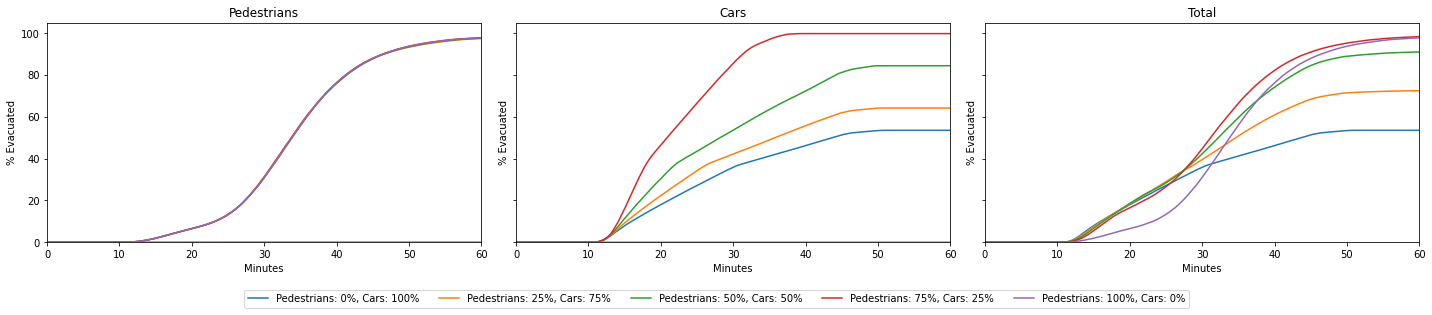 Pedestrians
Cars
Total
% Evacuated
100
80
60
40
20
0
0 10 20 30 40 50 60
Minutes
% Evacuated
0 10 20 30 40 50 60
Minutes
% Evacuated
0 10 20 30 40 50 60
Minutes
Pedestrians: 0%, Cars: 100% Pedestrians: 25%, Cars: 75% Pedestrians: 50%, Cars: 50% Pedestrians: 75%, Cars: 25% Pedestrians: 100%, Cars: 0%